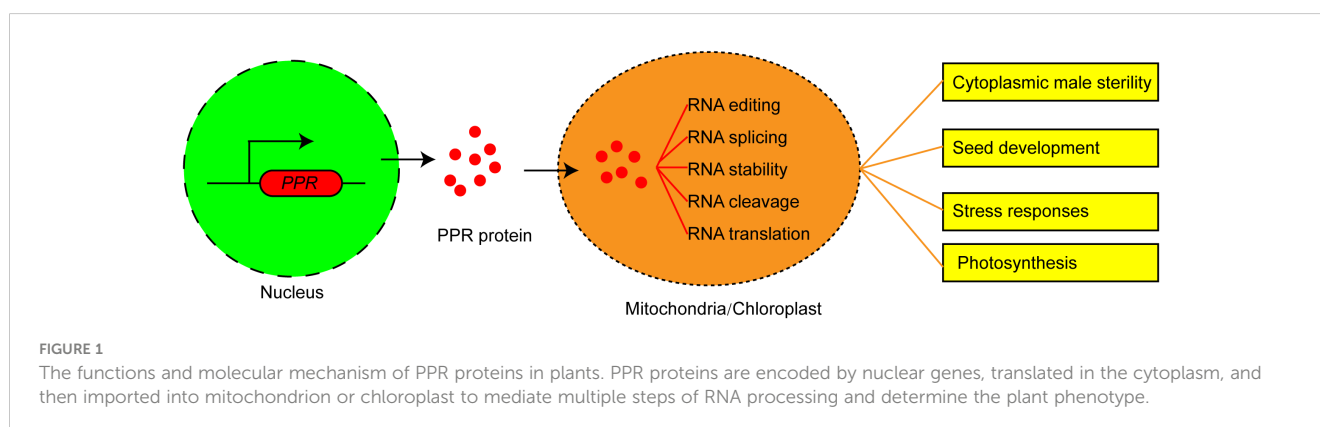 PPR
Nucleus
PPR protein
RNA editing
RNA splicing
RNA stability
RNA cleavage
RNA translation
Mitochondria/Chloroplast
Cytoplasmic male sterility
Seed development
Stress responses
Photosynthesis
FIGURE 1
The functions and molecular mechanism of PPR proteins in plants. PPR proteins are encoded by nuclear genes, translated in the cytoplasm, and
then imported into mitochondrion or chloroplast to mediate multiple steps of RNA processing and determine the plant phenotype.